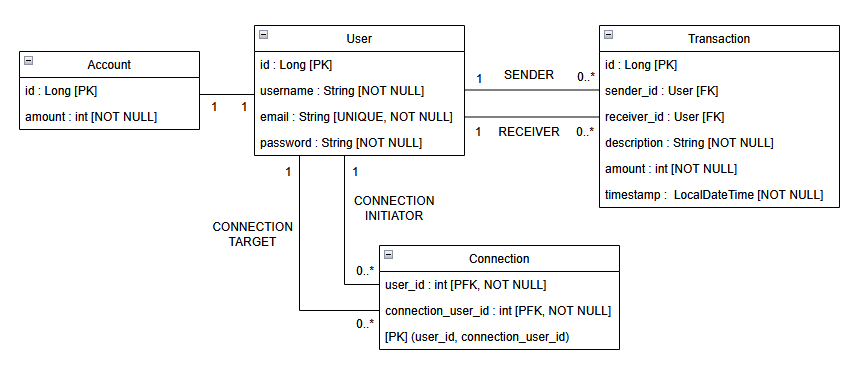 Account
id : Long [PK]
amount : int [NOT NULL]
1
1
User
id : Long [PK]
username : String [NOT NULL]
email : String [UNIQUE, NOT NULL]
password : String [NOT NULL]
1
SENDER
0..*
1
RECEIVER
0..*
Transaction
id : Long [PK]
sender_id : User [FK]
receiver_id : User [FK]
description : String [NOT NULL]
amount : int [NOT NULL]
timestamp : LocalDateTime [NOT NULL]
1
1
CONNECTION
INITIATOR
CONNECTION
TARGET
0..*
0..*
Connection
user_id : int [PFK, NOT NULL]
connection_user_id : int [PFK, NOT NULL]
[PK] (user_id, connection_user_id)